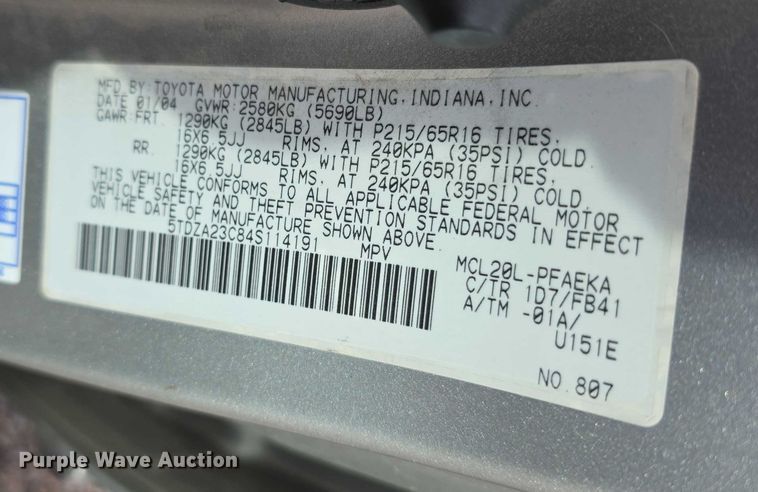 MFD.BY:TOYOTA MOTOR MANUFACTURING, INDIANA, INC.
DATE 01/04 GVWR:2580KG (5690LB)
GAWR:FRT. 1290KG (2845LB) WITH P215/65R16 TIRES,
16X6.5JJ RIMS, AT 240KPA (35PSI) COLD.
RR. 1290KG (2845LB) WITH P215/65R16 TIRES,
16X6.5JJ RIMS, AT 240KPA (35PSI) COLD.
THIS VEHICLE CONFORMS TO ALL APPLICABLE FEDERAL MOTOR
VEHICLE SAFETY AND THEFT PREVENTION STANDARDS IN EFFECT
ON THE DATE OF MANUFACTURE SHOWN ABOVE.
5TDZA23C84S114191 MPV
MCL20L-PFAEKA
C/TR 1D7/FB41
A/TM -01A/
U151E
NO.807
Purple Wave Auction